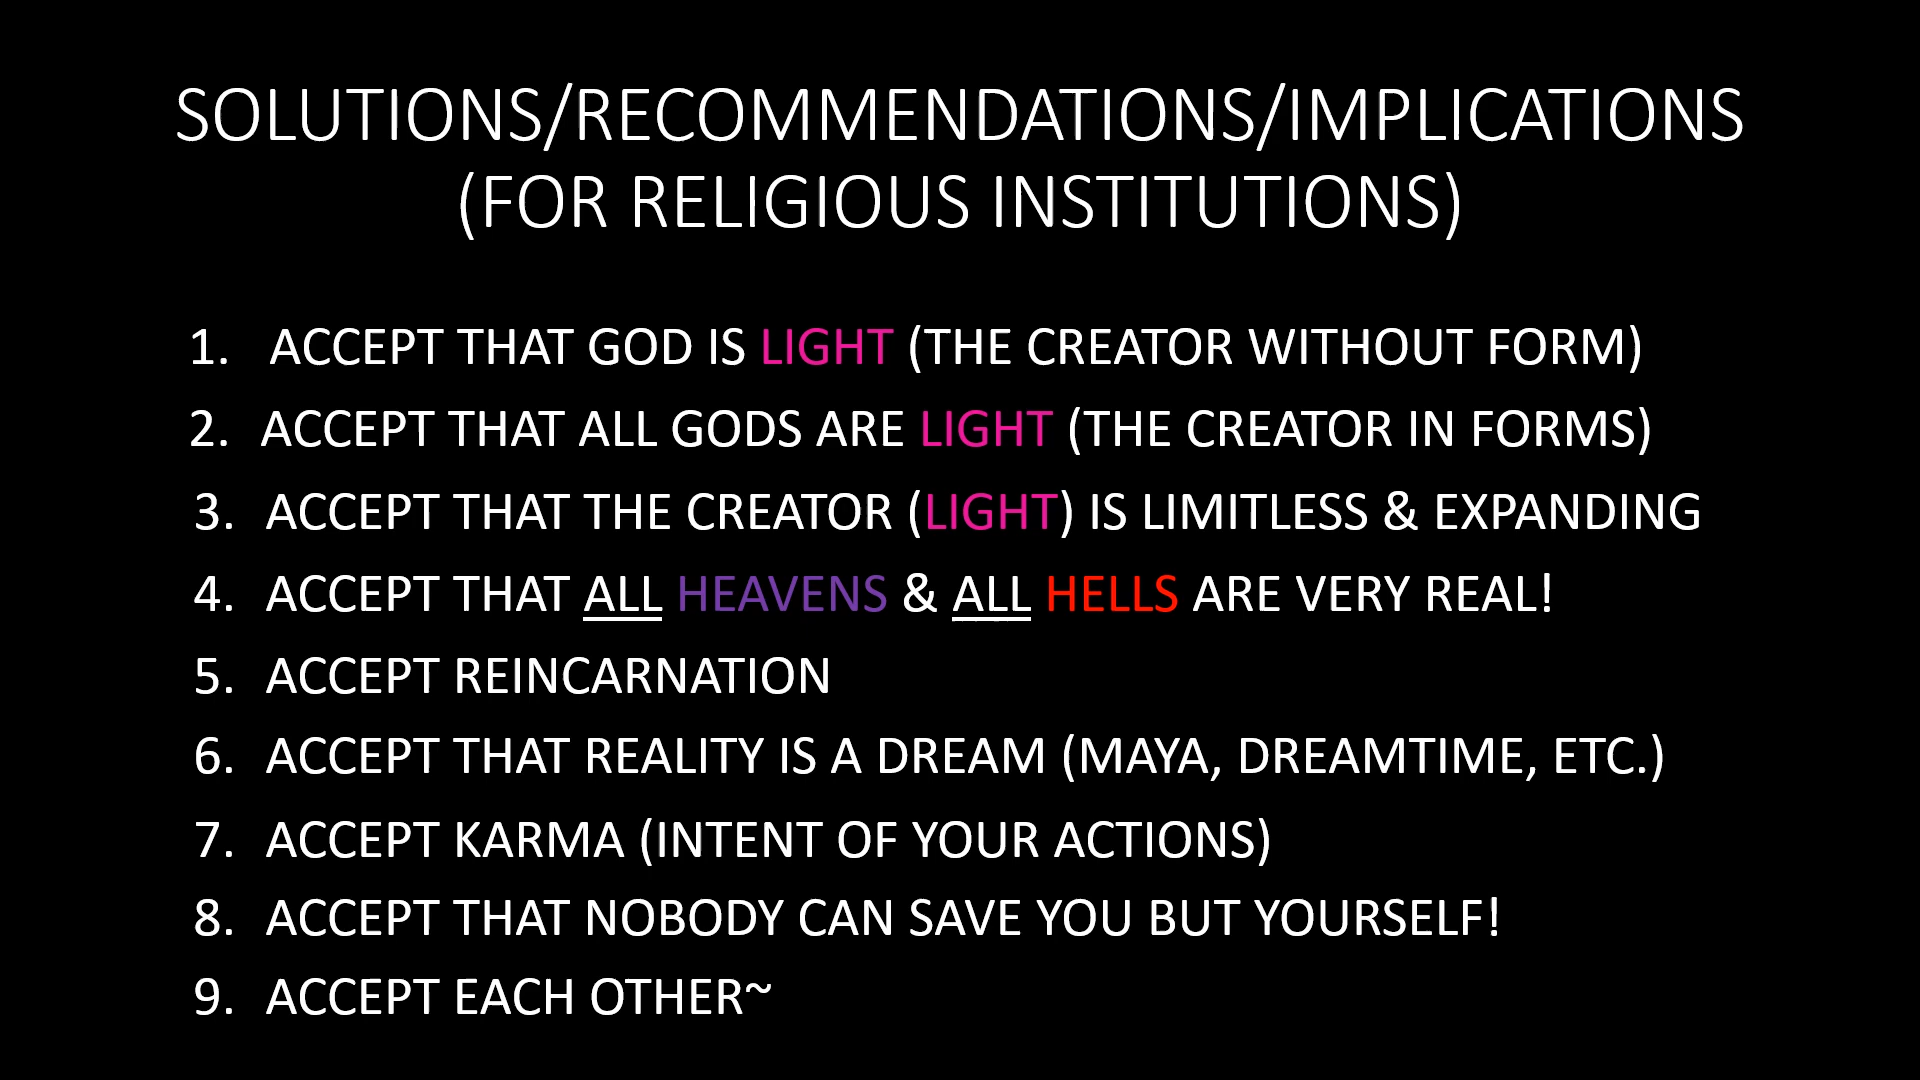 SOLUTIONS/RECOMMENDATIONS/IMPLICATIONS
(FOR RELIGIOUS INSTITUTIONS)
1. ACCEPT THAT GOD IS LIGHT (THE CREATOR WITHOUT FORM)
2. ACCEPT THAT ALL GODS ARE LIGHT (THE CREATOR IN FORMS)
3. ACCEPT THAT THE CREATOR (LIGHT) IS LIMITLESS & EXPANDING
4. ACCEPT THAT ALL HEAVENS & ALL HELLS ARE VERY REAL!
5. ACCEPT REINCARNATION
6. ACCEPT THAT REALITY IS A DREAM (MAYA, DREAMTIME, ETC.)
7. ACCEPT KARMA (INTENT OF YOUR ACTIONS)
8. ACCEPT THAT NOBODY CAN SAVE YOU BUT YOURSELF!
9. ACCEPT EACH OTHER~